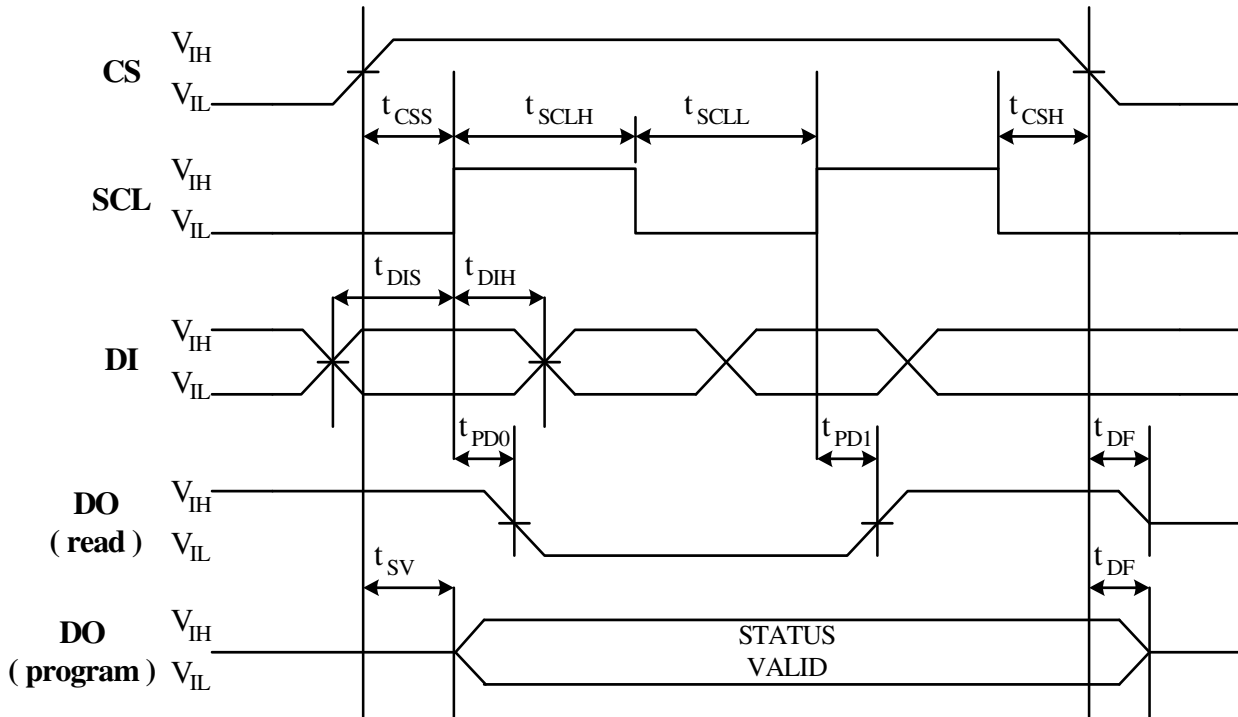 CS
V_IH
V_IL
t_CSS
t_SCLH
t_SCLL
t_CSH
SCL
V_IH
V_IL
t_DIS
t_DIH
DI
V_IH
V_IL
t_PD0
t_PD1
t_DF
DO
( read )
V_IH
V_IL
t_SV
t_DF
DO
( program )
V_IH
V_IL
STATUS
VALID